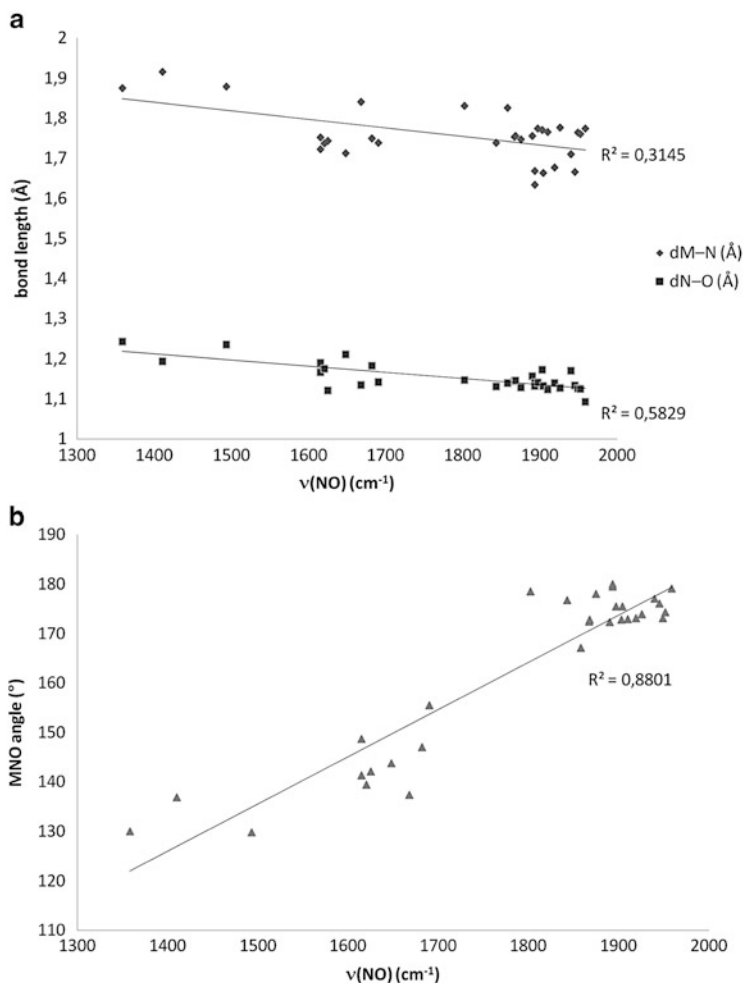 a
2
1,9
1,8
1,7
1,6
1,5
1,4
1,3
1,2
1,1
1
bond length (Å)
R² = 0,3145
dM–N (Å)
dN–O (Å)
R² = 0,5829
1300 1400 1500 1600 1700 1800 1900 2000
ν(NO) (cm⁻¹)
b
190
180
170
160
150
140
130
120
110
MNO angle (°)
R² = 0,8801
1300 1400 1500 1600 1700 1800 1900 2000
ν(NO) (cm⁻¹)